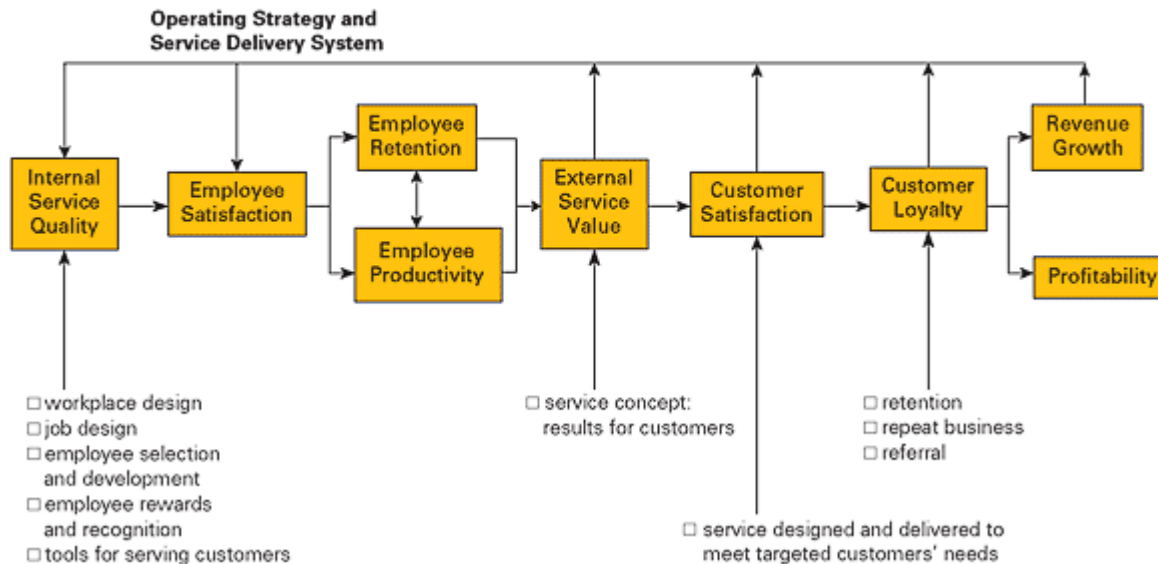 Operating Strategy and
Service Delivery System
Internal
Service
Quality
Employee
Satisfaction
Employee
Retention
Employee
Productivity
External
Service
Value
Customer
Satisfaction
Customer
Loyalty
Revenue
Growth
Profitability
□ workplace design
□ job design
□ employee selection
and development
□ employee rewards
and recognition
□ tools for serving customers
□ service concept:
results for customers
□ service designed and delivered to
meet targeted customers' needs
□ retention
□ repeat business
□ referral